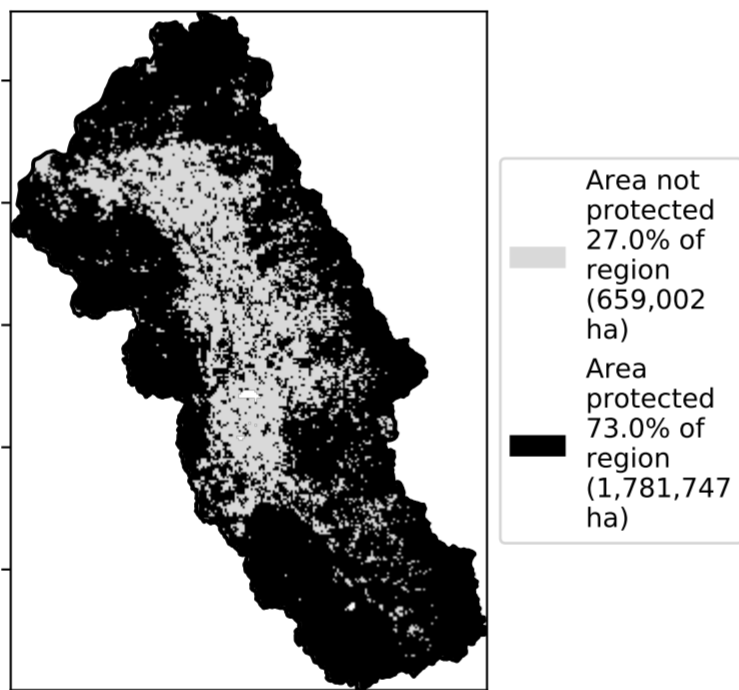 Area not
protected
27.0% of
region
(659,002
ha)
Area
protected
73.0% of
region
(1,781,747
ha)